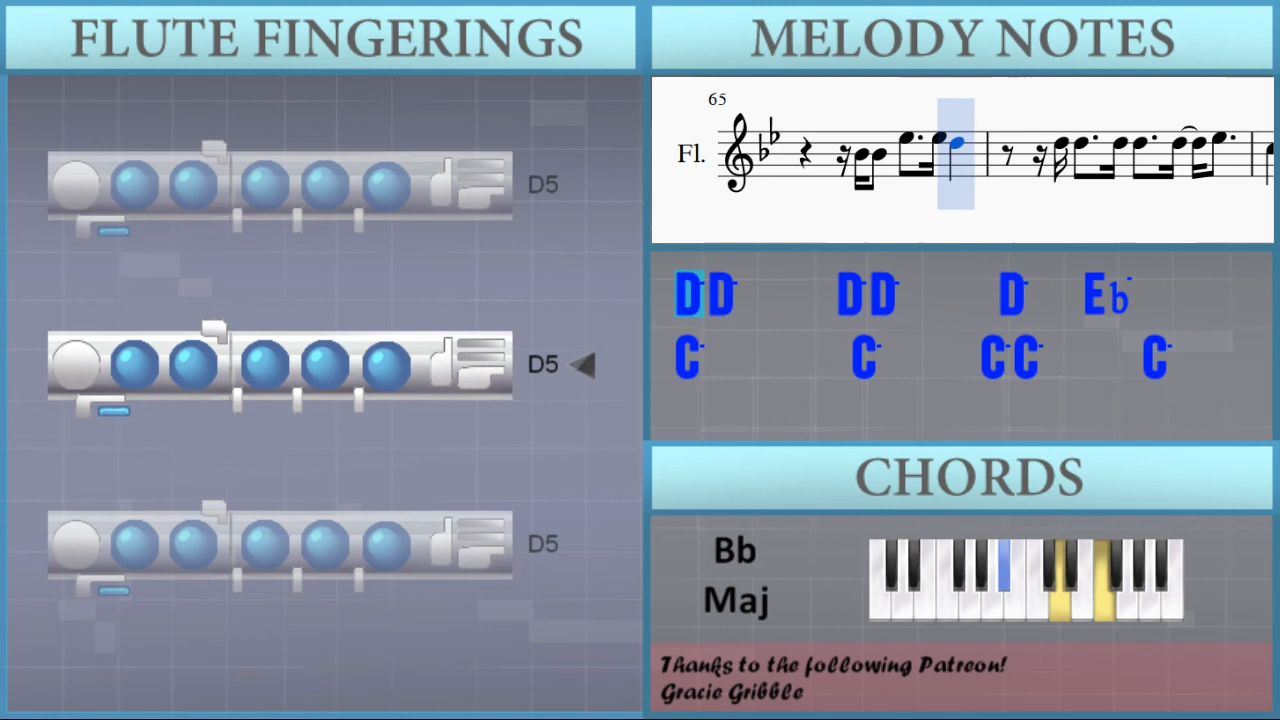 FLUTE FINGERINGS
D5
D5
D5
MELODY NOTES
65
Fl.
D- D- D- D- D- Eb-
C- C- C- C- C-
CHORDS
Bb
Maj
Thanks to the following Patreon!
Gracie Gribble